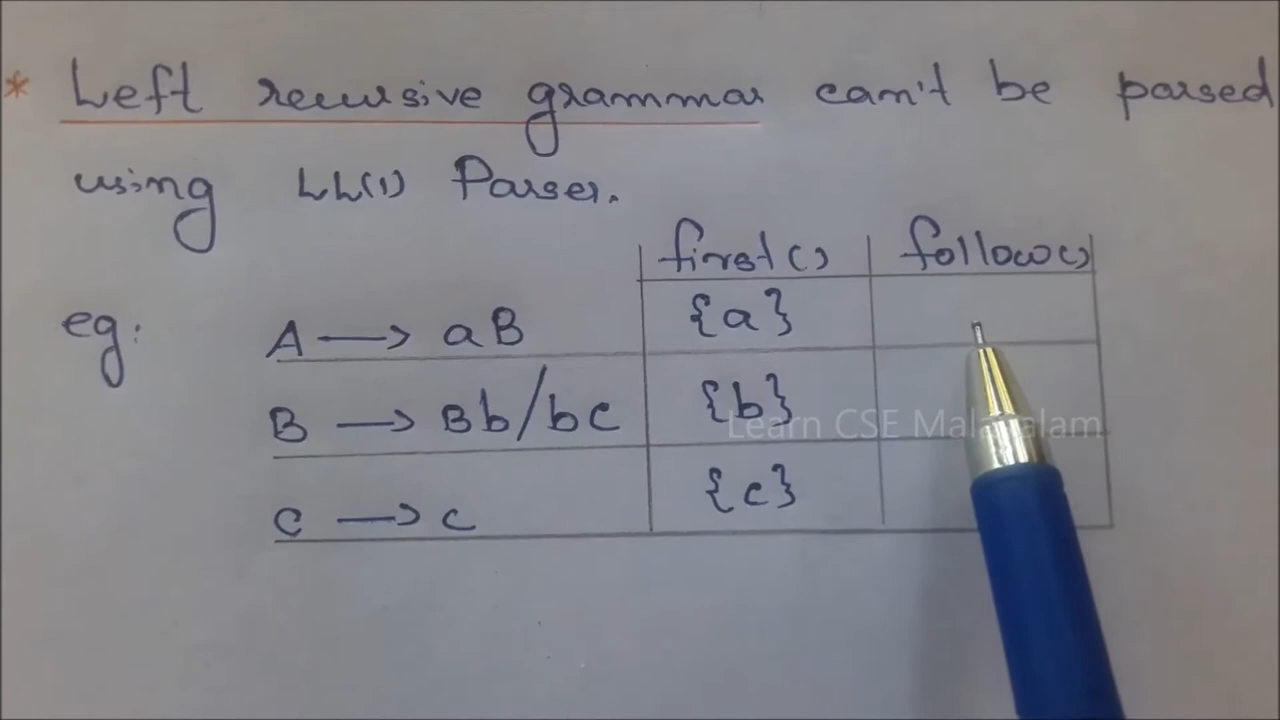 * Left recursive grammar can't be parsed
using LL(1) Parser.
first() follow()
eg: A → aB {a}
B → Bb/bC {b}
Learn CSE Malayalam
C → c {c}